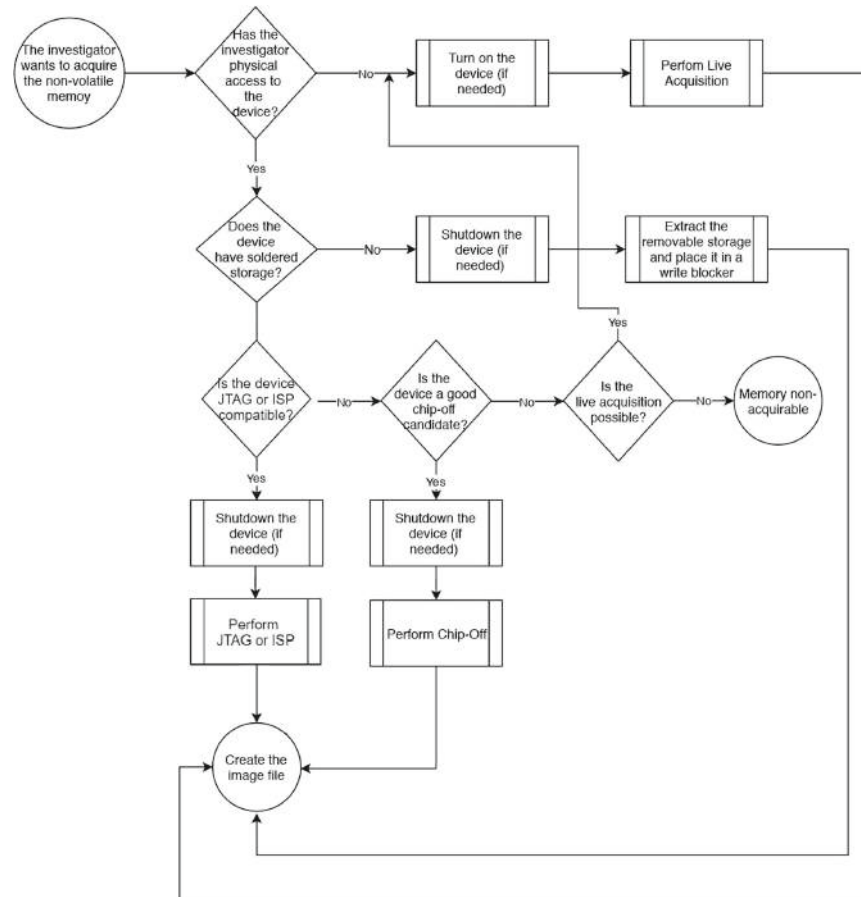 The investigator
wants to acquire
the non-volatile
memoy
Has the
investigator
physical
access to
the
device?
No
Turn on the
device (if
needed)
Perfom Live
Acquisition
Yes
Does the
device
have soldered
storage?
No
Shutdown the
device (if
needed)
Extract the
removable storage
and place it in a
write blocker
Yes
Is the device
JTAG or ISP
compatible?
No
Is the
device a good
chip-off
candidate?
No
Is the
live acquisition
possible?
No
Memory non-
acquirable
Yes
Yes
Shutdown the
device (if
needed)
Shutdown the
device (if
needed)
Perform
JTAG or ISP
Perform Chip-Off
Create the
image file